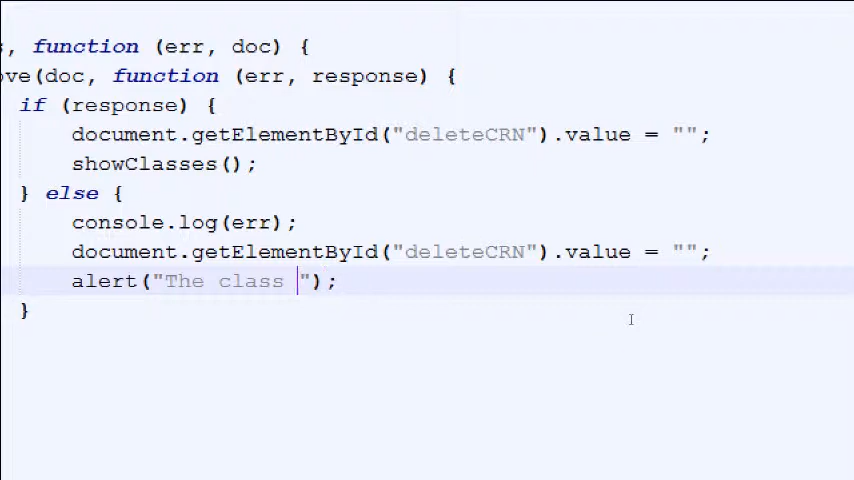 s, function (err, doc) {
ove(doc, function (err, response) {
if (response) {
document.getElementById("deleteCRN").value = "";
showClasses();
} else {
console.log(err);
document.getElementById("deleteCRN").value = "";
alert("The class ");
}